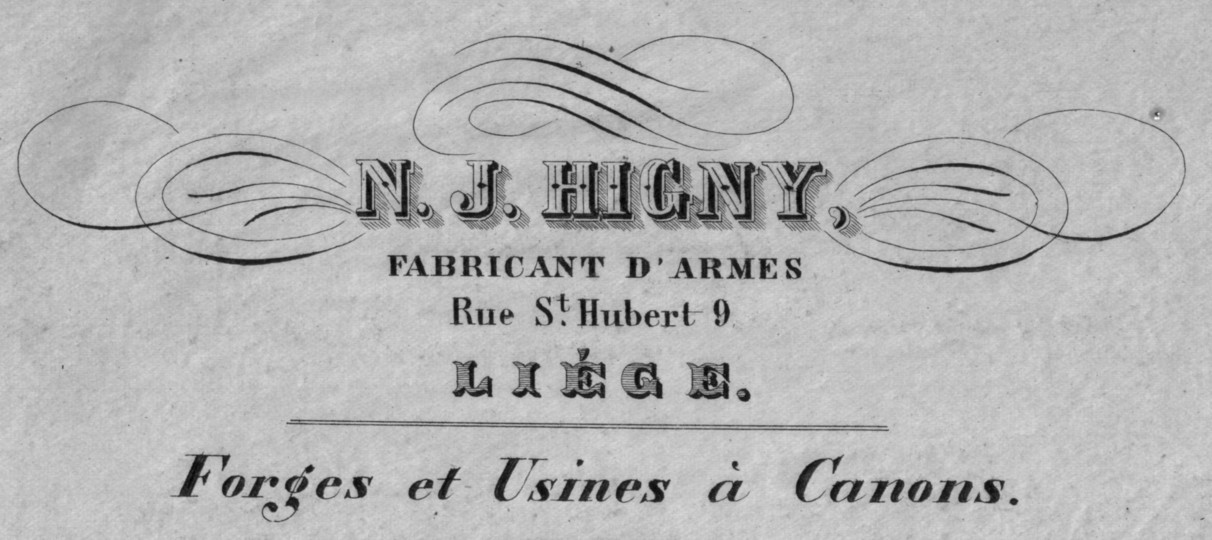 N. J. HIGNY,
FABRICANT D'ARMES
Rue St. Hubert 9
LIÉGE.
Forges et Usines à Canons.